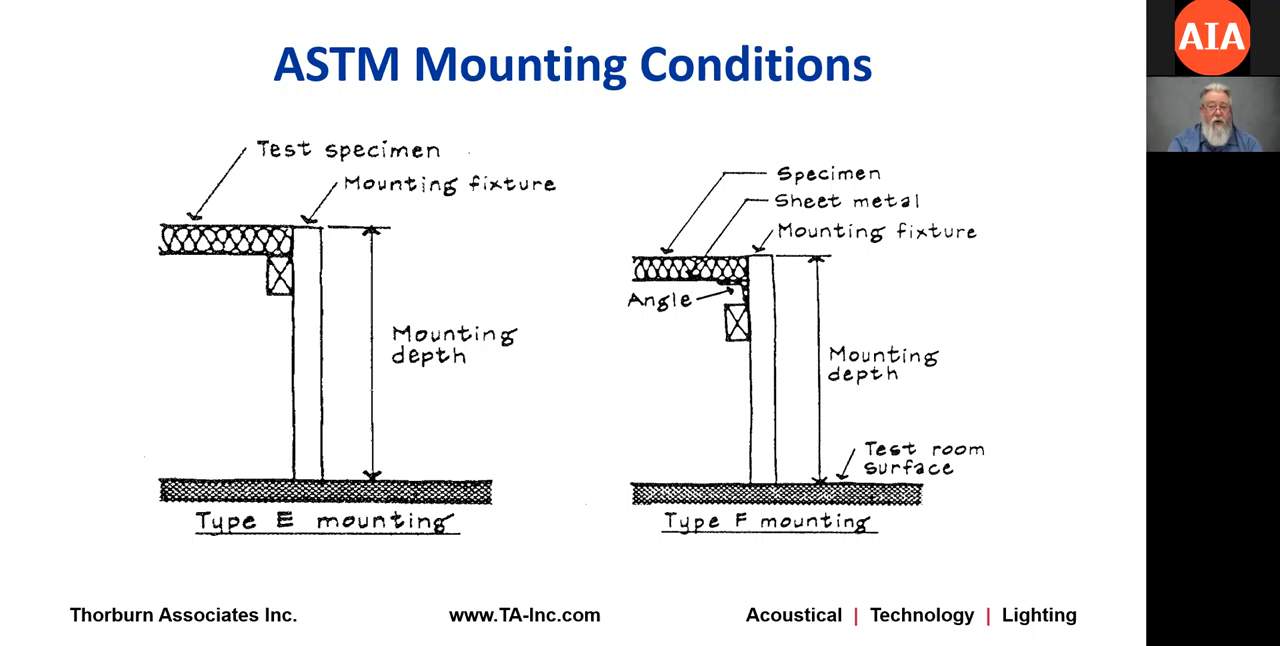 ASTM Mounting Conditions
AIA
Test specimen
Mounting fixture
Mounting
depth
Type E mounting
Specimen
Sheet metal
Mounting fixture
Angle
Mounting
depth
Test room
surface
Type F mounting
Thorburn Associates Inc.
www.TA-Inc.com
Acoustical | Technology | Lighting